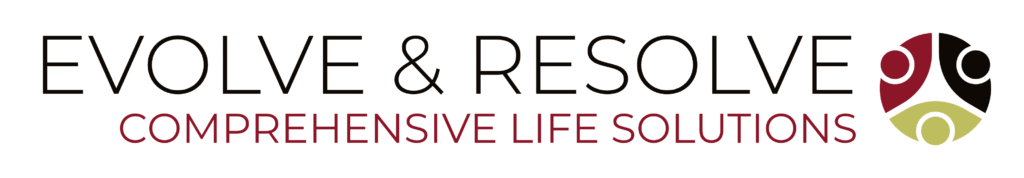 EVOLVE & RESOLVE
COMPREHENSIVE LIFE SOLUTIONS